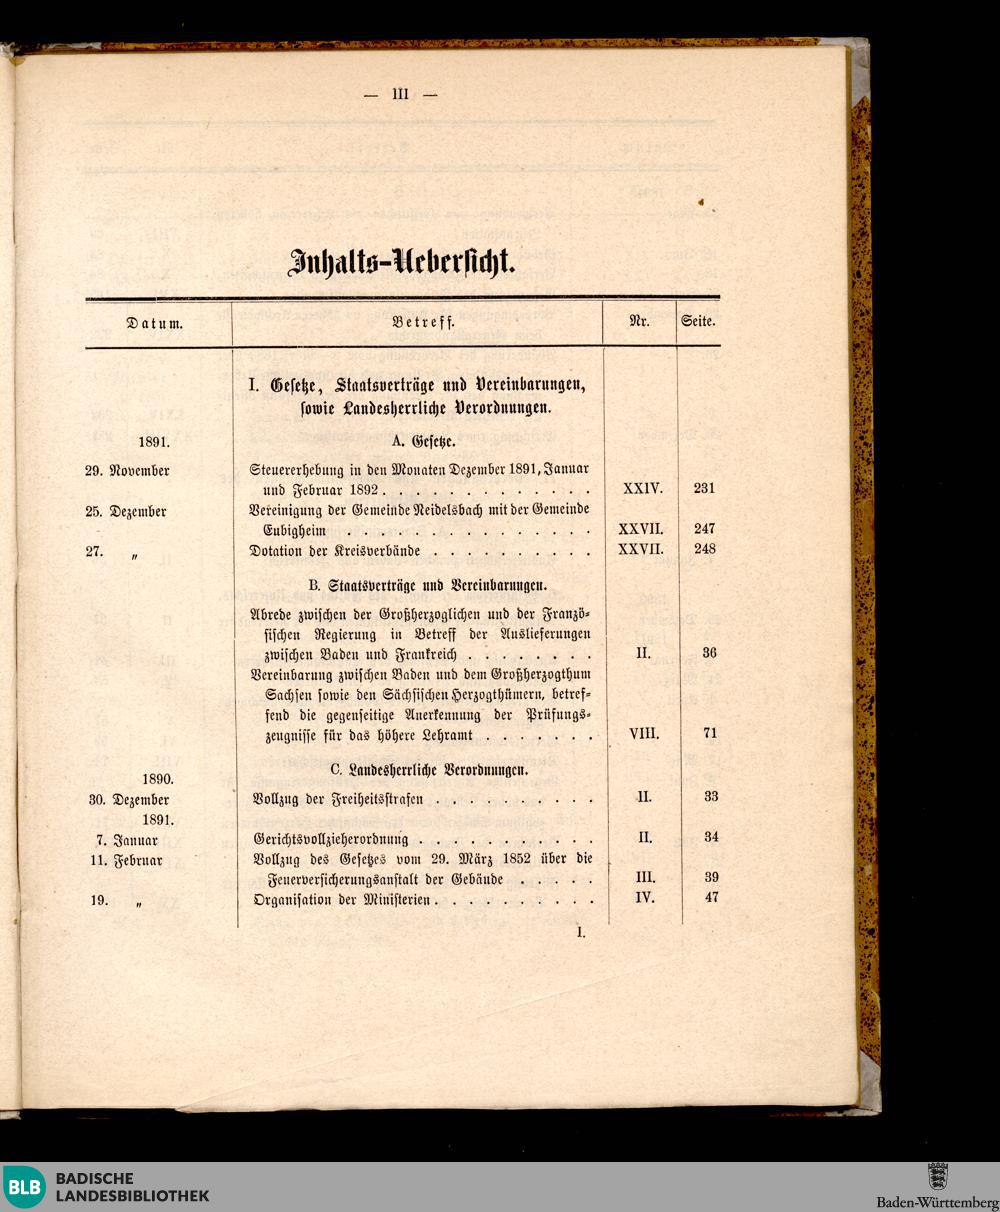 — III —
Inhalts-Uebersicht.
Datum. Betreff. Nr. Seite.
I. Gesetze, Staatsverträge und Vereinbarungen,
sowie Landesherrliche Verordnungen.
1891. A. Gesetze.
29. November Steuererhebung in den Monaten Dezember 1891, Januar
und Februar 1892 . . . . . . . . . . . . . XXIV. 231
25. Dezember Vereinigung der Gemeinde Neidelsbach mit der Gemeinde
Eubigheim . . . . . . . . . . . . . . . XXVII. 247
27. „ Dotation der Kreisverbände . . . . . . . . . . XXVII. 248
B. Staatsverträge und Vereinbarungen.
Abrede zwischen der Großherzoglichen und der Franzö-
sischen Regierung in Betreff der Auslieferungen
zwischen Baden und Frankreich . . . . . . . . II. 36
Vereinbarung zwischen Baden und dem Großherzogthum
Sachsen sowie den Sächsischen Herzogthümern, betref-
fend die gegenseitige Anerkennung der Prüfungs-
zeugnisse für das höhere Lehramt . . . . . . . VIII. 71
C. Landesherrliche Verordnungen.
1890.
30. Dezember Vollzug der Freiheitsstrafen . . . . . . . . . . II. 33
1891.
7. Januar Gerichtsvollzieherordnung . . . . . . . . . . . II. 34
11. Februar Vollzug des Gesetzes vom 29. März 1852 über die
Feuerversicherungsanstalt der Gebäude . . . . . III. 39
19. „ Organisation der Ministerien . . . . . . . . . . IV. 47
I.
BLB BADISCHE
LANDESBIBLIOTHEK
Baden-Württemberg